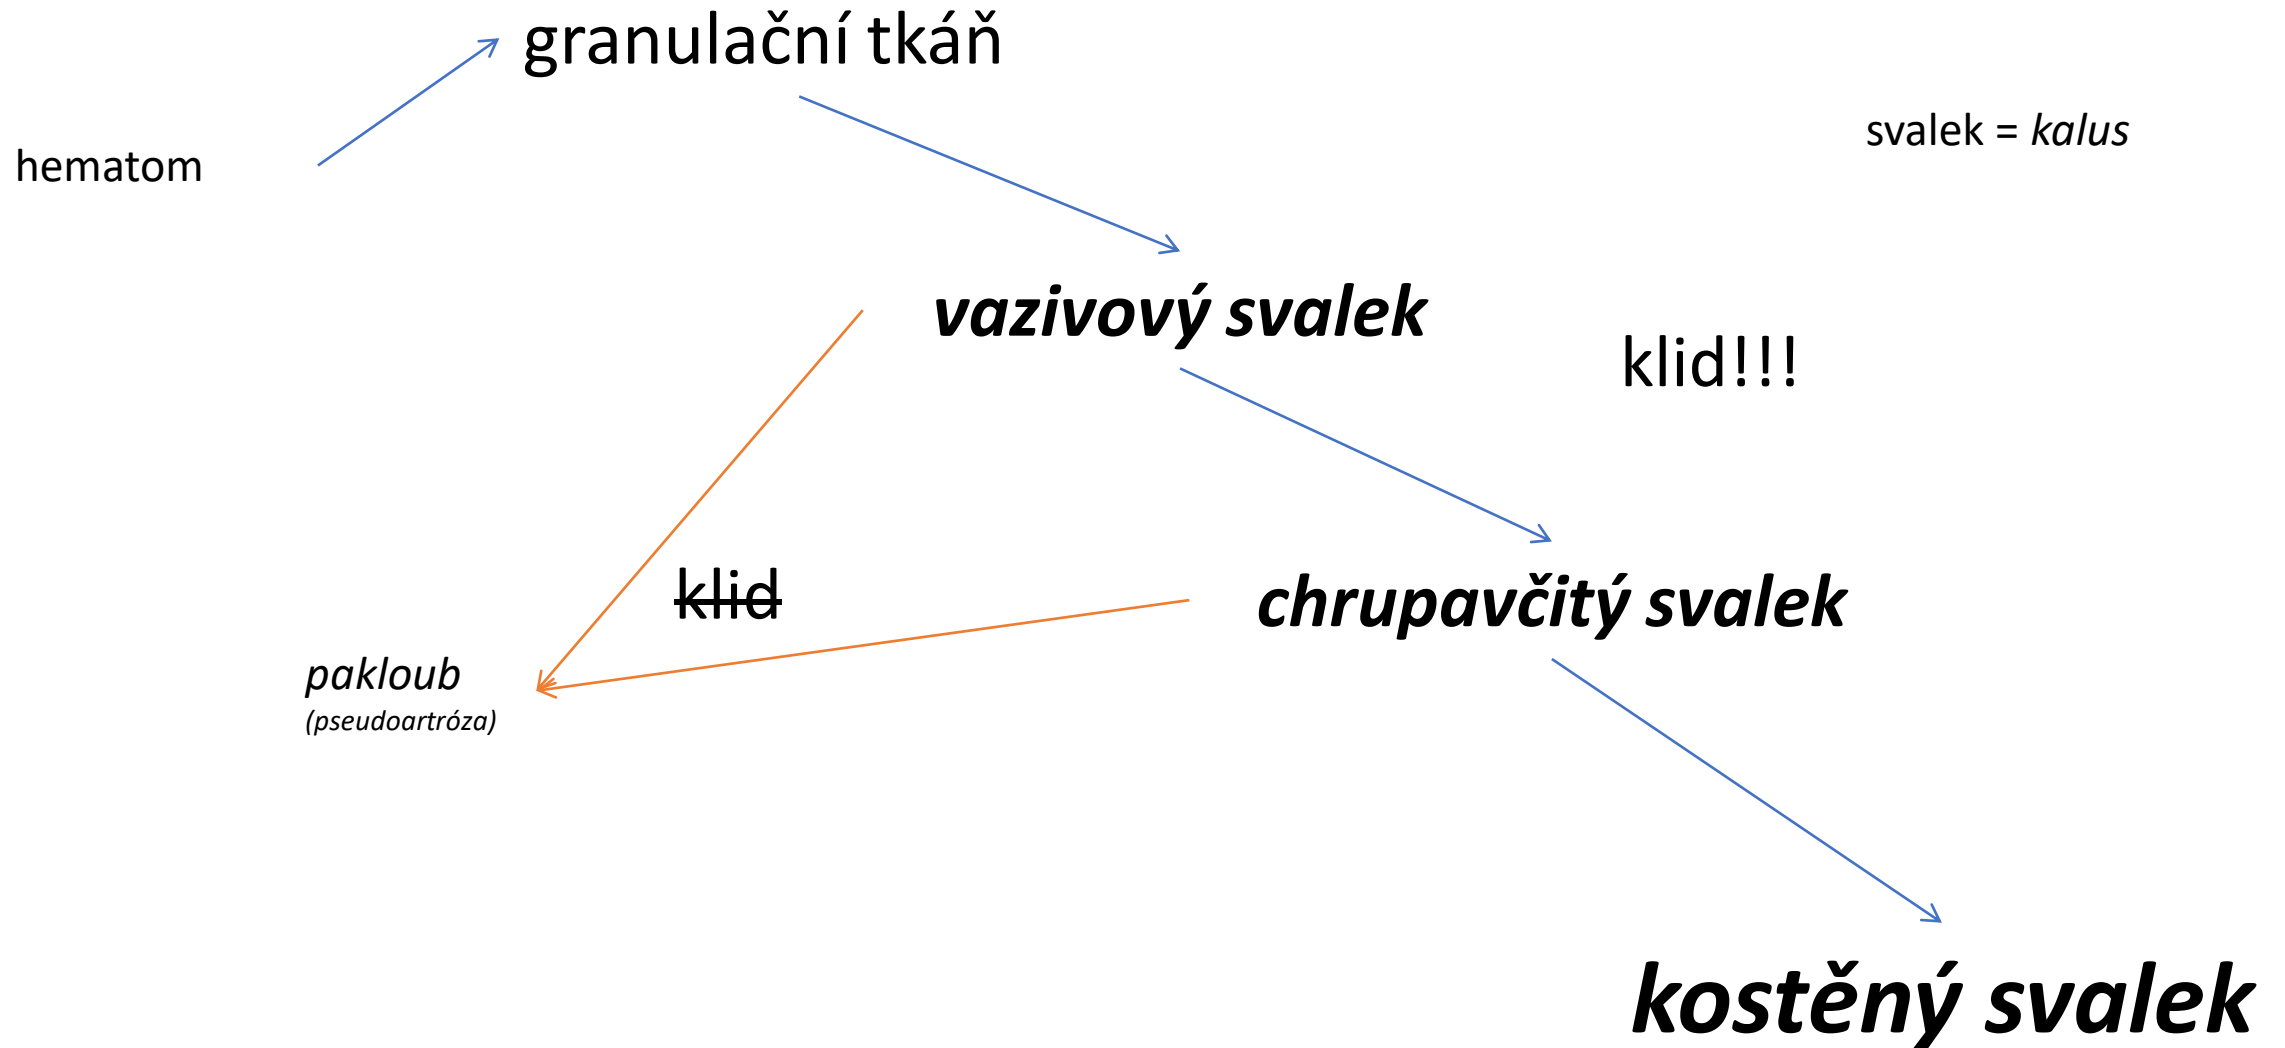 granulační tkáň
svalek = kalus
hematom
vazivový svalek
klid!!!
klid
chrupavčitý svalek
pakloub
(pseudoartróza)
kostěný svalek